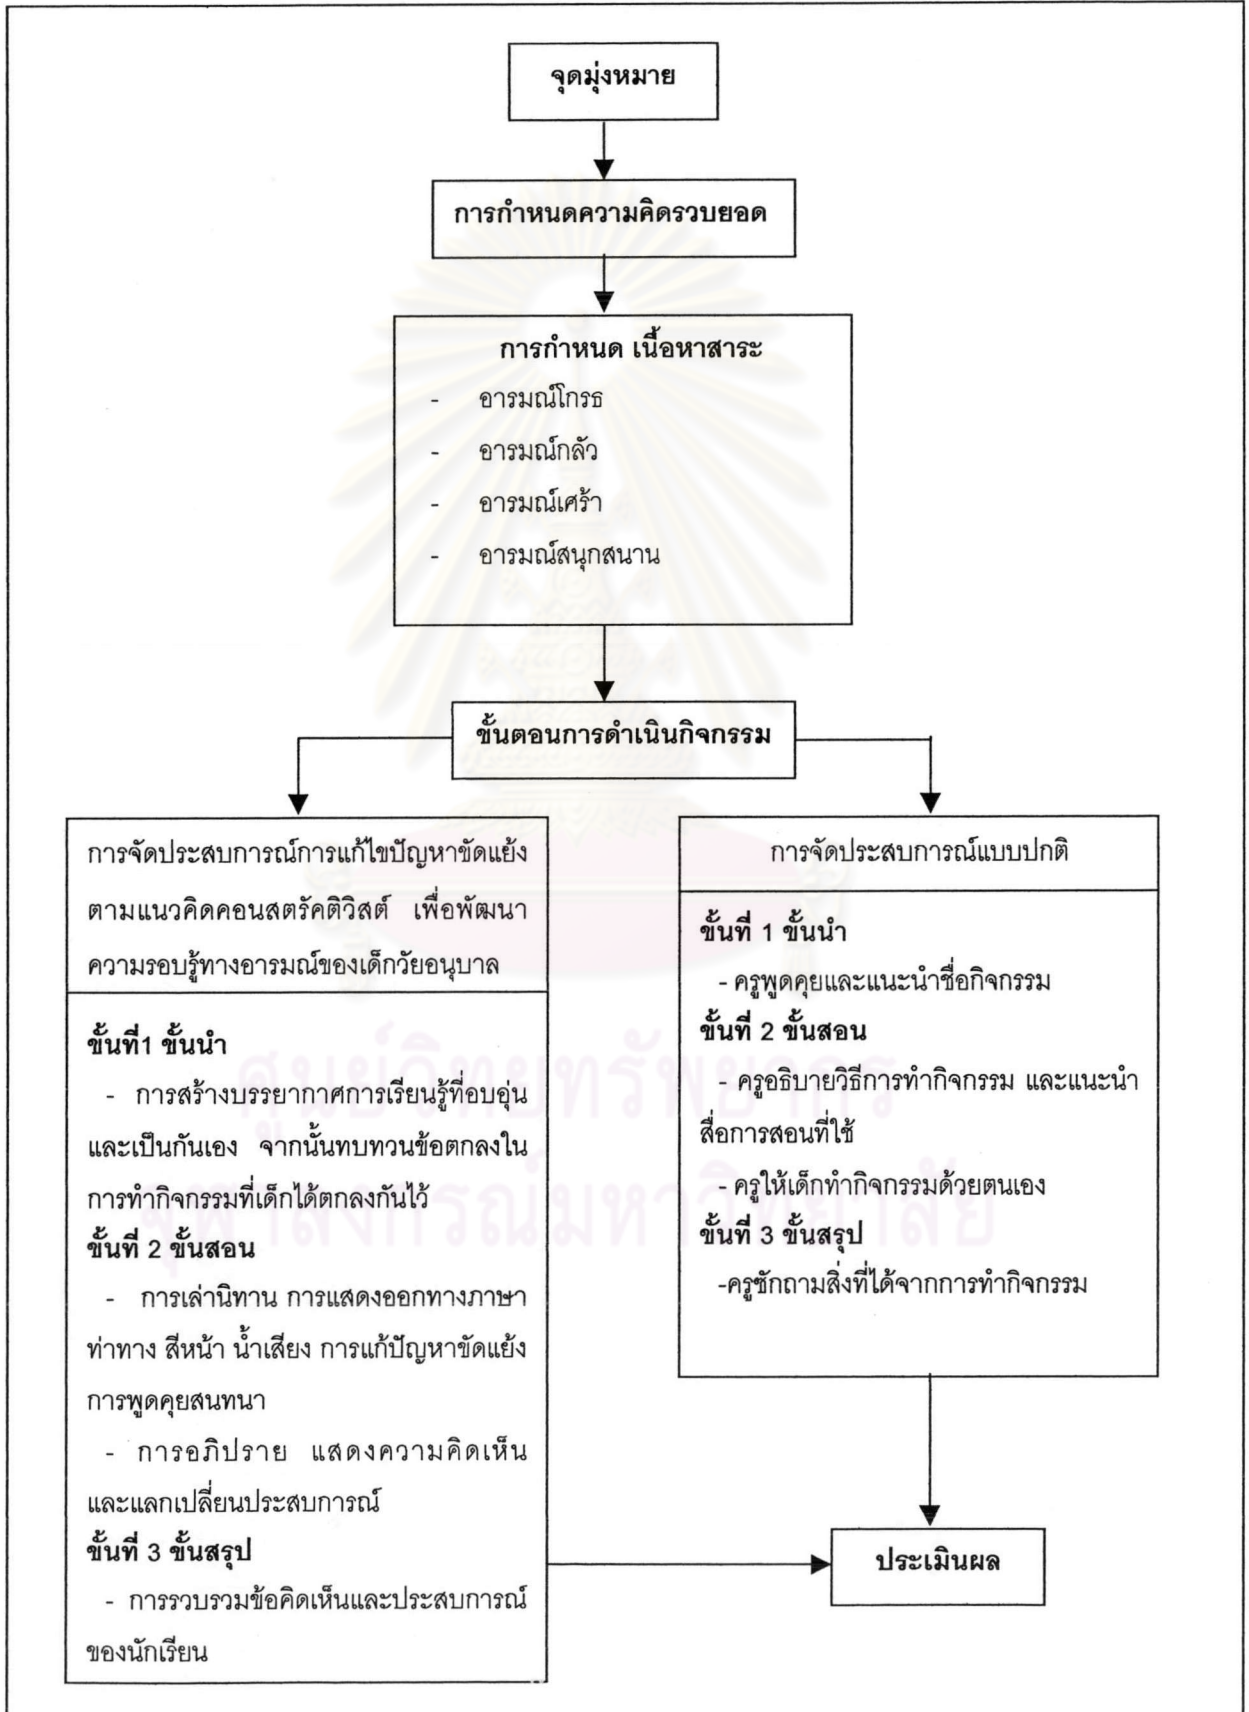 จุดมุ่งหมาย
การกำหนดความคิดรวบยอด
การกำหนด เนื้อหาสาระ
- อารมณ์โกรธ
- อารมณ์กลัว
- อารมณ์เศร้า
- อารมณ์สนุกสนาน
ขั้นตอนการดำเนินกิจกรรม
การจัดประสบการณ์การแก้ไขปัญหาขัดแย้ง
ตามแนวคิดคอนสตรัคติวิสต์ เพื่อพัฒนา
ความรอบรู้ทางอารมณ์ของเด็กวัยอนุบาล
ขั้นที่1 ขั้นนำ
- การสร้างบรรยากาศการเรียนรู้ที่อบอุ่น
และเป็นกันเอง จากนั้นทบทวนข้อตกลงใน
การทำกิจกรรมที่เด็กได้ตกลงกันไว้
ขั้นที่ 2 ขั้นสอน
- การเล่านิทาน การแสดงออกทางภาษา
ท่าทาง สีหน้า น้ำเสียง การแก้ปัญหาขัดแย้ง
การพูดคุยสนทนา
- การอภิปราย แสดงความคิดเห็น
และแลกเปลี่ยนประสบการณ์
ขั้นที่ 3 ขั้นสรุป
- การรวบรวมข้อคิดเห็นและประสบการณ์
ของนักเรียน
การจัดประสบการณ์แบบปกติ
ขั้นที่ 1 ขั้นนำ
- ครูพูดคุยและแนะนำชื่อกิจกรรม
ขั้นที่ 2 ขั้นสอน
- ครูอธิบายวิธีการทำกิจกรรม และแนะนำ
สื่อการสอนที่ใช้
- ครูให้เด็กทำกิจกรรมด้วยตนเอง
ขั้นที่ 3 ขั้นสรุป
-ครูซักถามสิ่งที่ได้จากการทำกิจกรรม
ประเมินผล
ศูนย์วิทยทรัพยากร
จุฬาลงกรณ์มหาวิทยาลัย